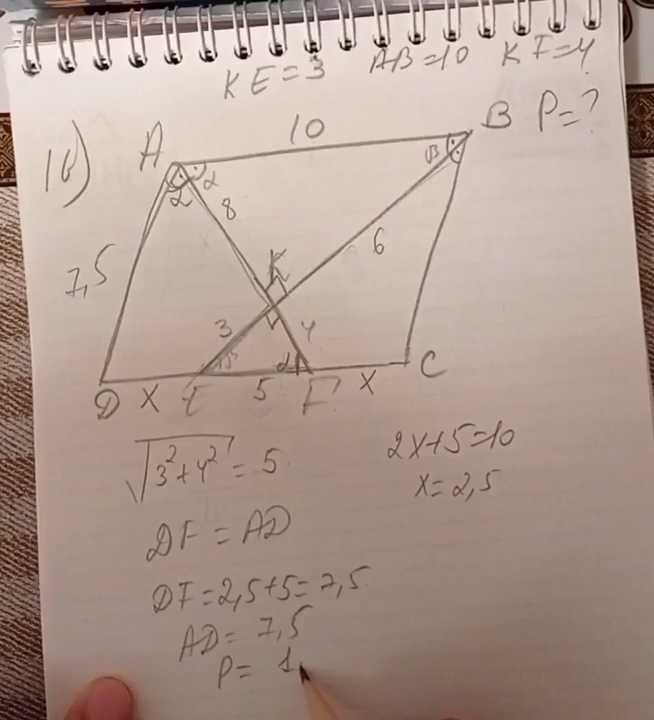 KE=3 AB=10 KF=4
16) A 10 B P=?
α α 8 β
7,5 K 6
3 4
β α
D x E 5 F x C
√3²+4² = 5 2x+5=10
x=2,5
DF = AD
DF=2,5+5=7,5
AD= 7,5
P= 1